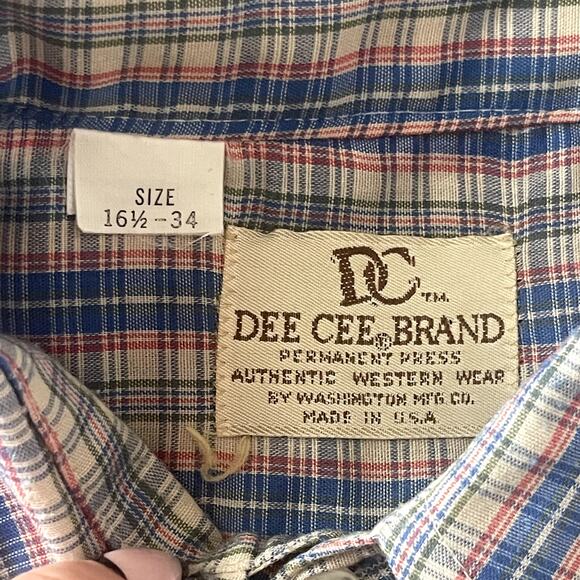 SIZE
16½-34
DC TM.
DEE CEE® BRAND
PERMANENT PRESS
AUTHENTIC WESTERN WEAR
BY WASHINGTON MFG. CO.
MADE IN U.S.A